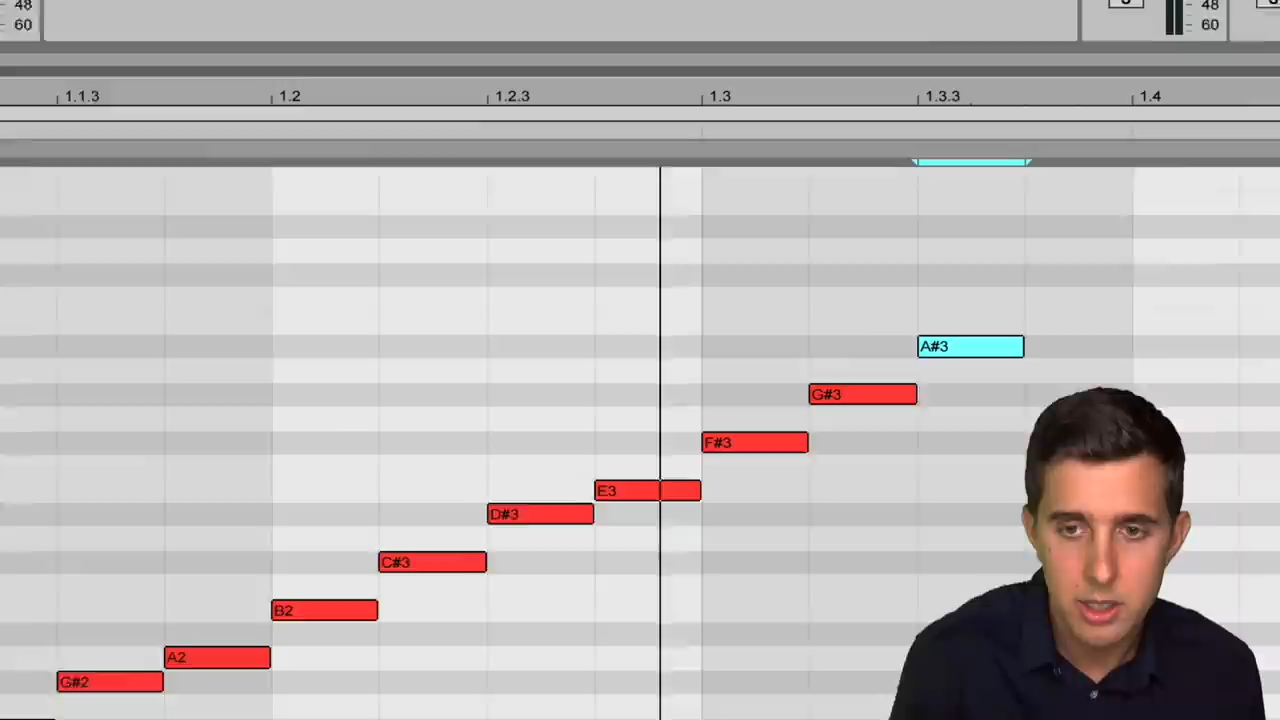 48 48
60 60
1.1.3 1.2 1.2.3 1.3 1.3.3 1.4
A#3
G#3
F#3
E3
D#3
C#3
B2
A2
G#2